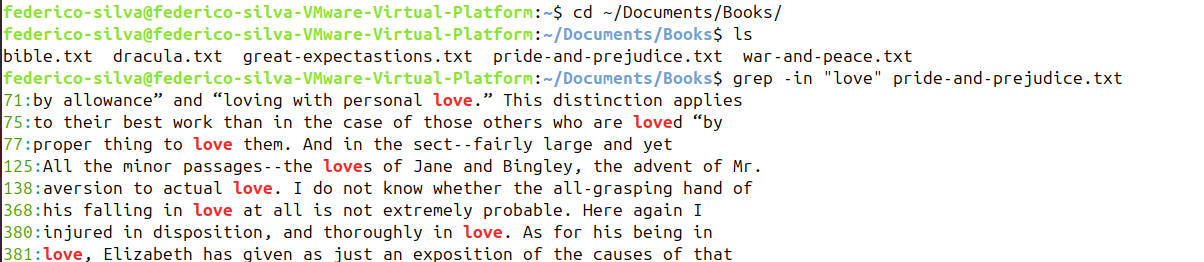 federico-silva@federico-silva-VMware-Virtual-Platform:~$ cd ~/Documents/Books/
federico-silva@federico-silva-VMware-Virtual-Platform:~/Documents/Books$ ls
bible.txt  dracula.txt  great-expectastions.txt  pride-and-prejudice.txt  war-and-peace.txt
federico-silva@federico-silva-VMware-Virtual-Platform:~/Documents/Books$ grep -in "love" pride-and-prejudice.txt
71:by allowance” and “loving with personal love.” This distinction applies
75:to their best work than in the case of those others who are loved “by
77:proper thing to love them. And in the sect--fairly large and yet
125:All the minor passages--the loves of Jane and Bingley, the advent of Mr.
138:aversion to actual love. I do not know whether the all-grasping hand of
368:his falling in love at all is not extremely probable. Here again I
380:injured in disposition, and thoroughly in love. As for his being in
381:love, Elizabeth has given as just an exposition of the causes of that